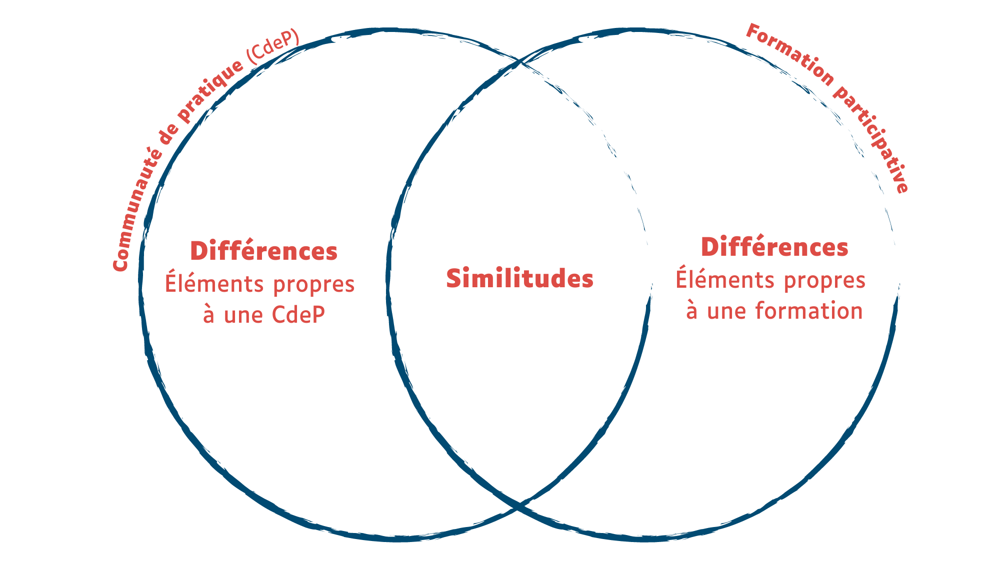 Communauté de pratique (CdeP)
Formation participative
Différences
Éléments propres
à une CdeP
Similitudes
Différences
Éléments propres
à une formation